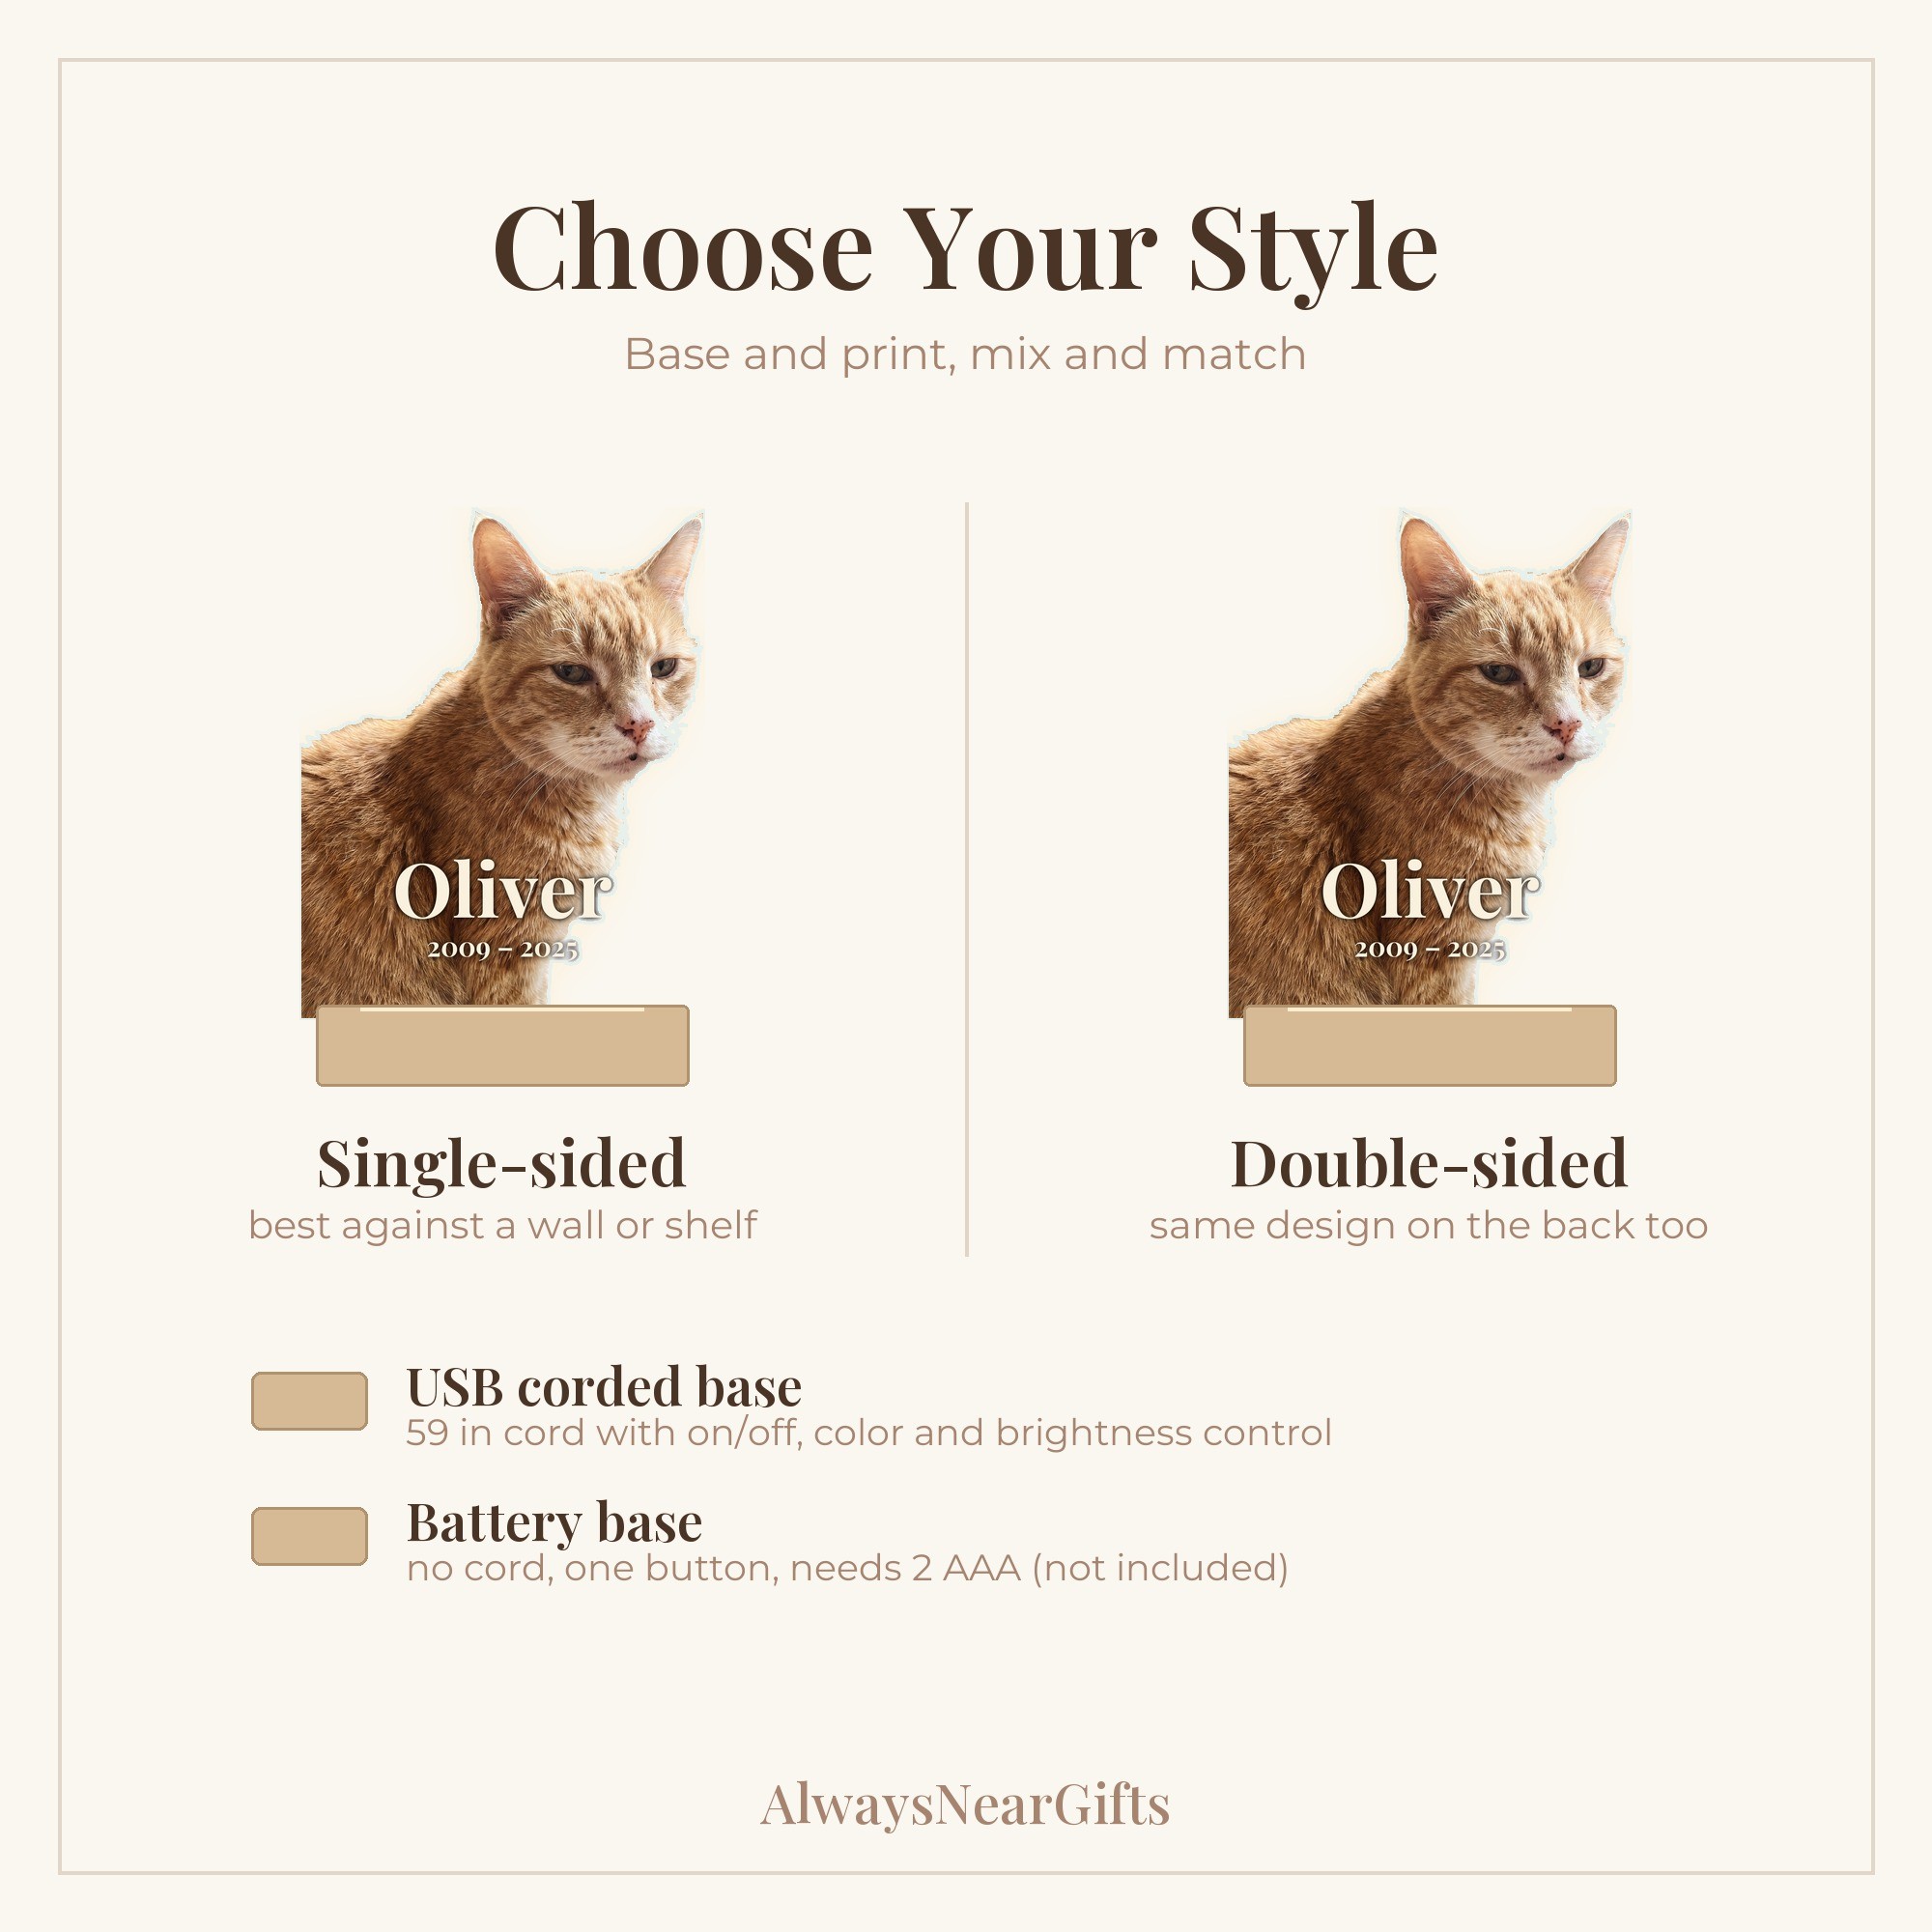 Choose Your Style
Base and print, mix and match
Oliver
2009 – 2025
Oliver
2009 – 2025
Single-sided
best against a wall or shelf
Double-sided
same design on the back too
USB corded base
59 in cord with on/off, color and brightness control
Battery base
no cord, one button, needs 2 AAA (not included)
AlwaysNearGifts